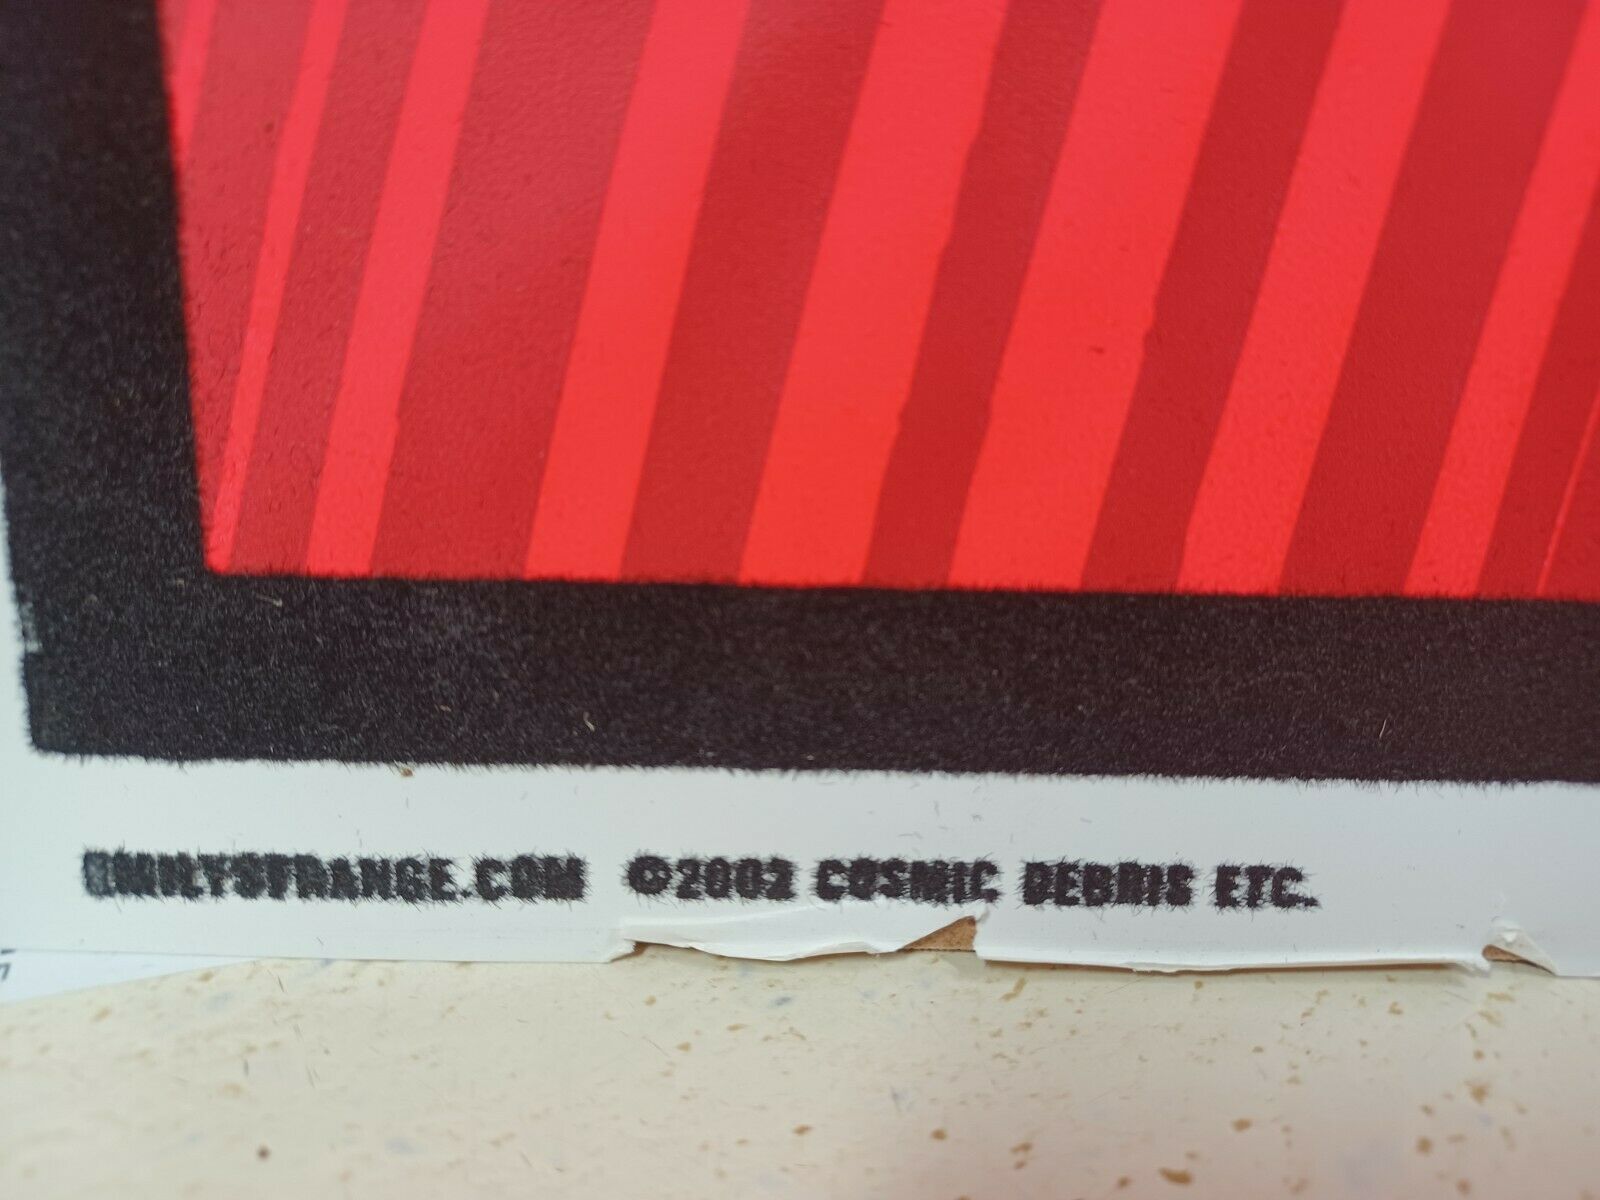 EMILYSTRANGE.COM ©2002 COSMIC DEBRIS ETC.